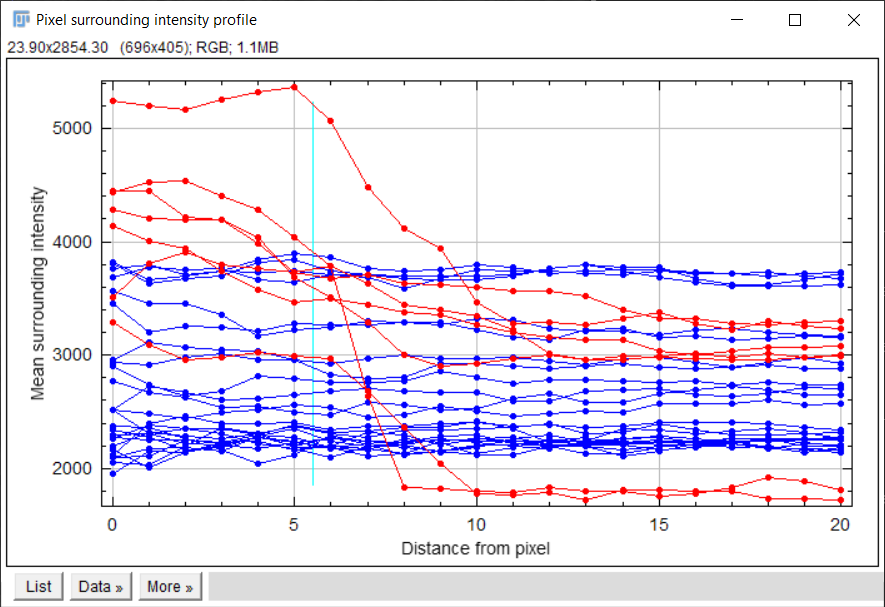 Pixel surrounding intensity profile
23.90x2854.30 (696x405); RGB; 1.1MB
5000
4000
3000
2000
Mean surrounding intensity
0 5 10 15 20
Distance from pixel
List Data » More »